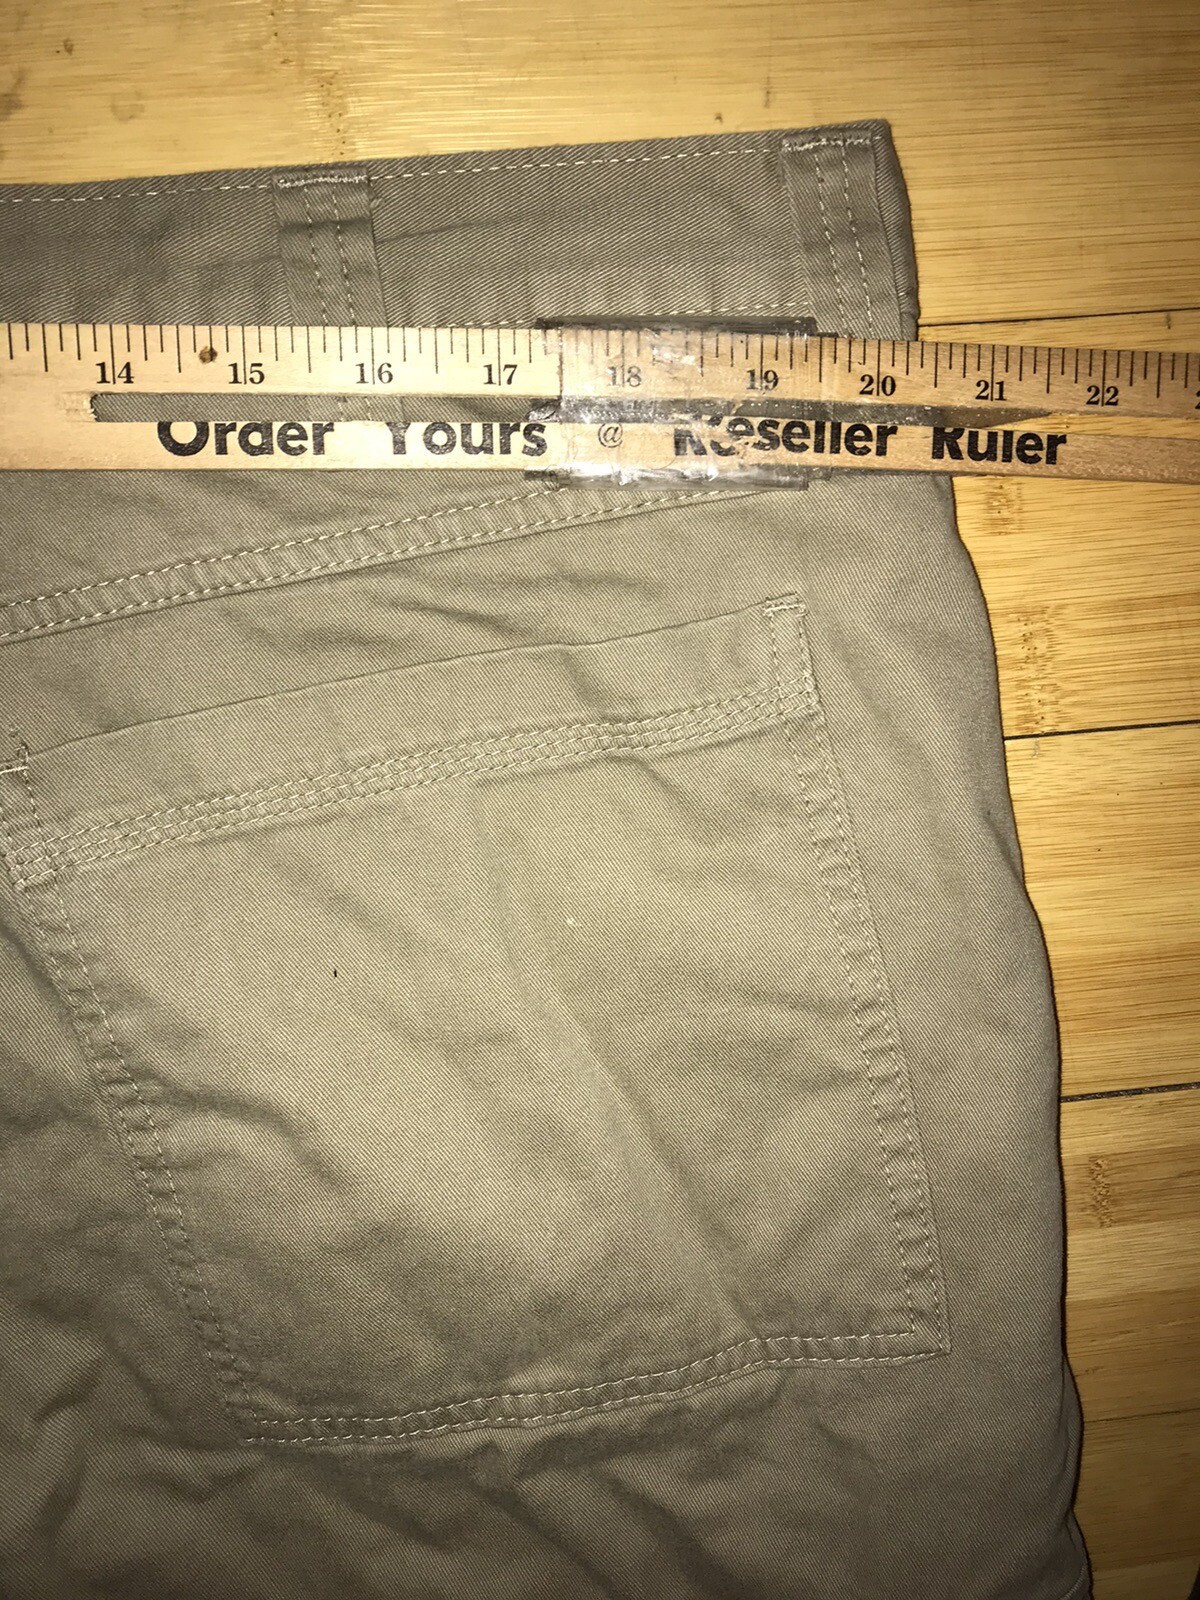 14 15 16 17 18 19 20 21 22
Order Yours @ Reseller Ruler